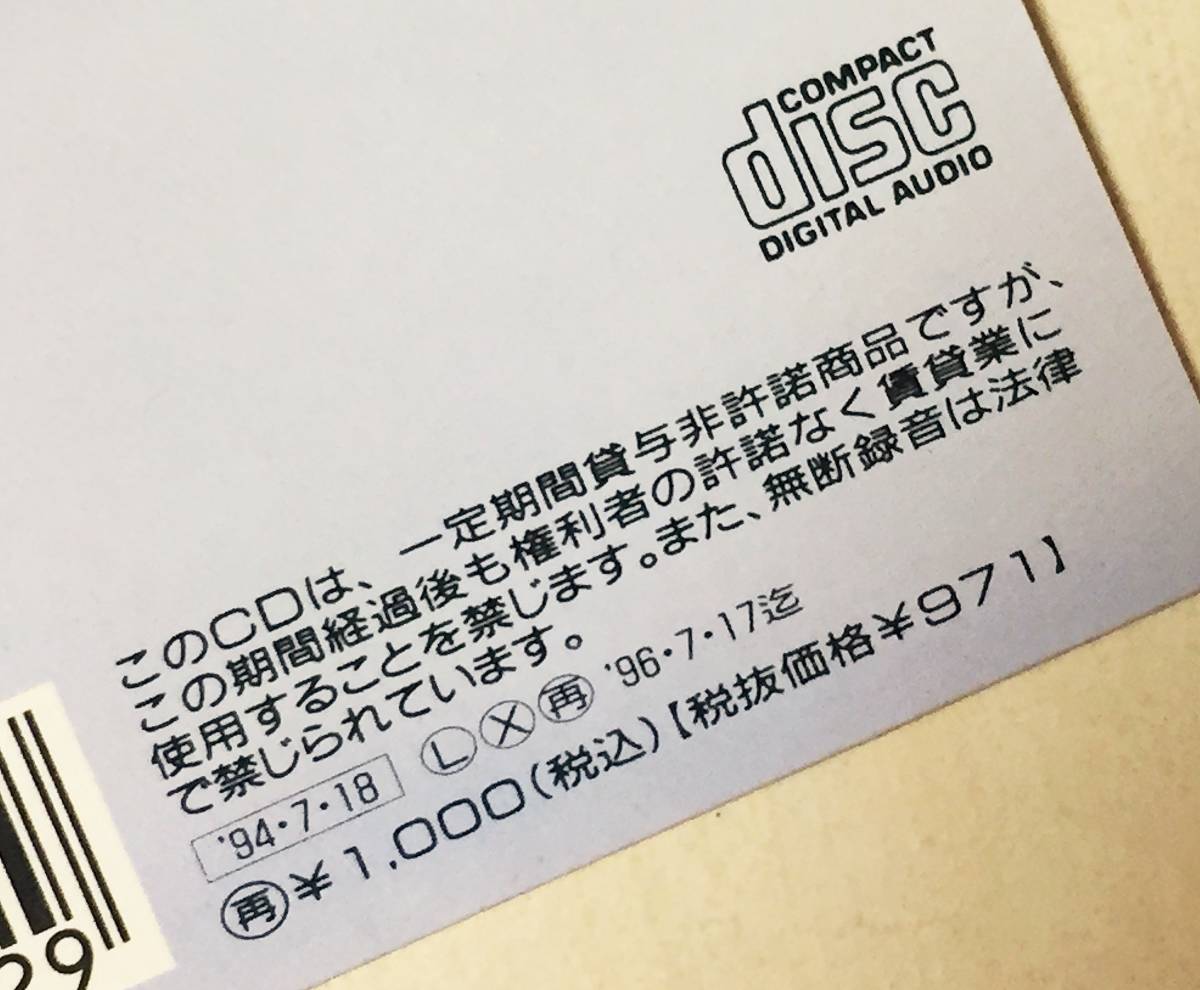 COMPACT
disc
DIGITAL AUDIO
このCDは、一定期間貸与非許諾商品ですが、
この期間経過後も権利者の許諾なく賃貸業に
使用することを禁じます。また、無断録音は法律
で禁じられています。
'94・7・18 Ⓛ Ⓧ ㊢ '96・7・17迄
㊢¥1,000(税込)【税抜価格¥971】
29